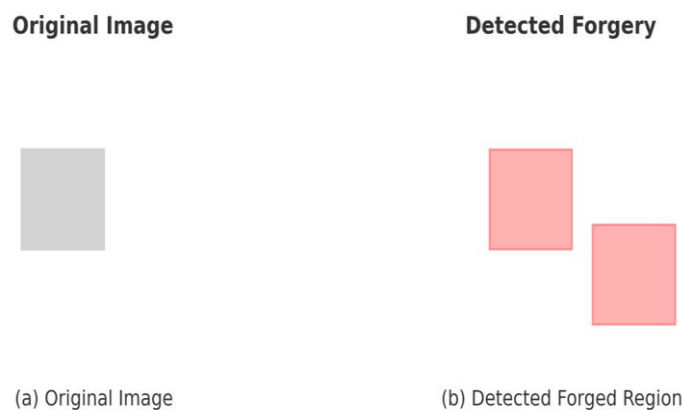 Original Image
Detected Forgery
(a) Original Image
(b) Detected Forged Region